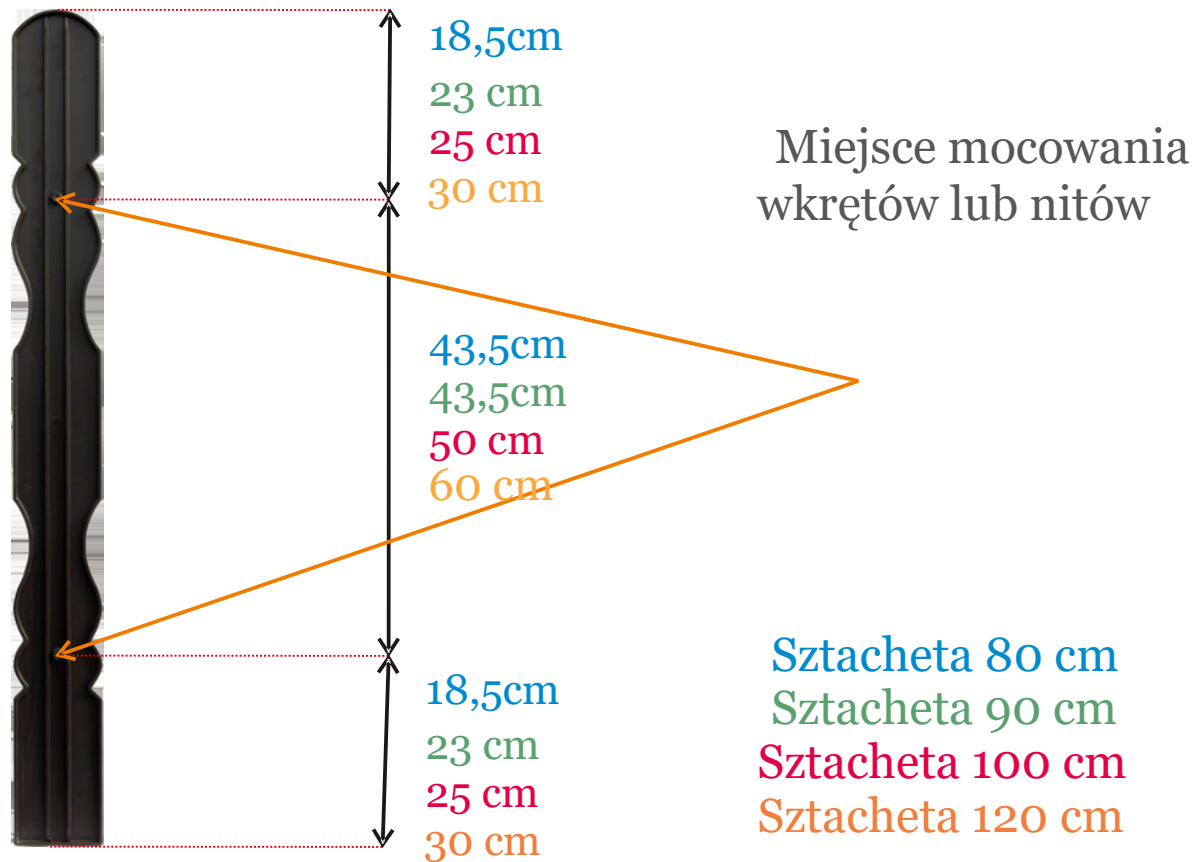 18,5cm
23 cm
25 cm
30 cm
Miejsce mocowania
wkrętów lub nitów
43,5cm
43,5cm
50 cm
60 cm
18,5cm
23 cm
25 cm
30 cm
Sztacheta 80 cm
Sztacheta 90 cm
Sztacheta 100 cm
Sztacheta 120 cm